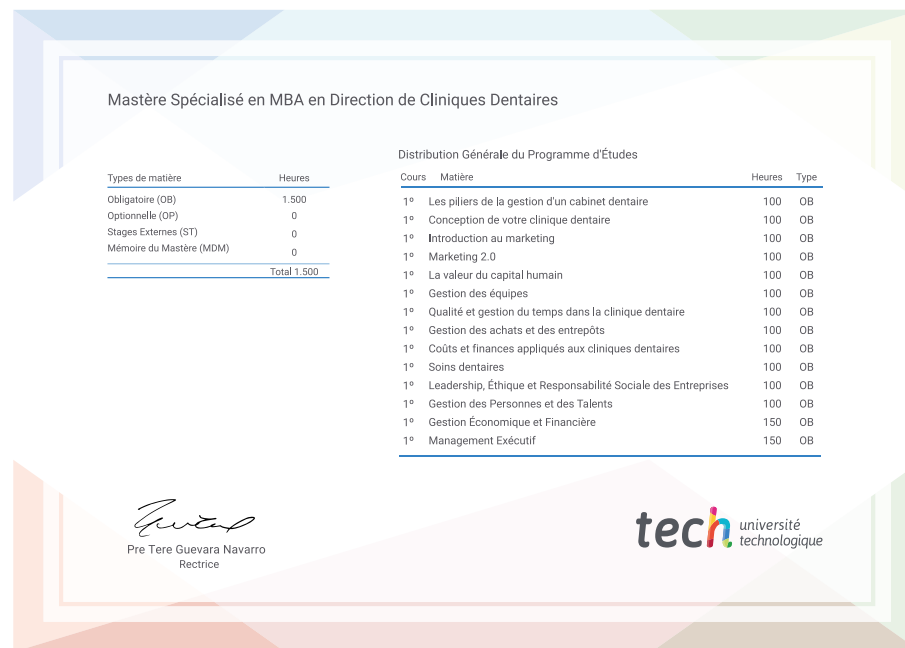 Mastère Spécialisé en MBA en Direction de Cliniques Dentaires
Types de matière Heures
Obligatoire (OB) 1.500
Optionnelle (OP) 0
Stages Externes (ST) 0
Mémoire du Mastère (MDM) 0
Total 1.500
Distribution Générale du Programme d'Études
Cours Matière Heures Type
1º Les piliers de la gestion d'un cabinet dentaire 100 OB
1º Conception de votre clinique dentaire 100 OB
1º Introduction au marketing 100 OB
1º Marketing 2.0 100 OB
1º La valeur du capital humain 100 OB
1º Gestion des équipes 100 OB
1º Qualité et gestion du temps dans la clinique dentaire 100 OB
1º Gestion des achats et des entrepôts 100 OB
1º Coûts et finances appliqués aux cliniques dentaires 100 OB
1º Soins dentaires 100 OB
1º Leadership, Éthique et Responsabilité Sociale des Entreprises 100 OB
1º Gestion des Personnes et des Talents 100 OB
1º Gestion Économique et Financière 150 OB
1º Management Exécutif 150 OB
Pre Tere Guevara Navarro
Rectrice
tech université
technologique